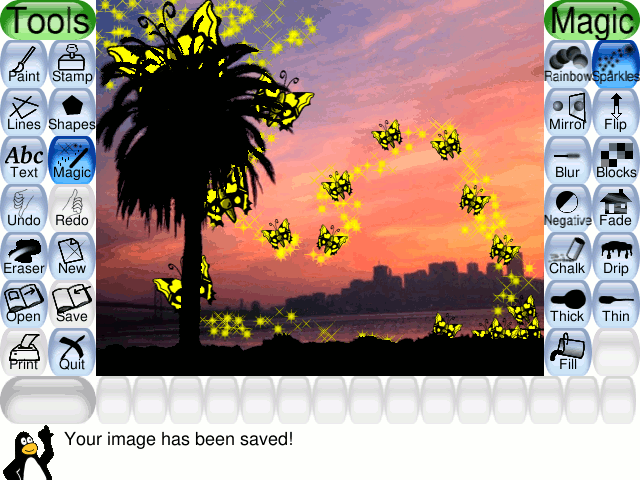 Tools
Magic
Paint
Stamp
Rainbow
Sparkles
Lines
Shapes
Mirror
Flip
Abc
Text
Magic
Blur
Blocks
Undo
Redo
Negative
Fade
Eraser
New
Chalk
Drip
Open
Save
Thick
Thin
Print
Quit
Fill
Your image has been saved!